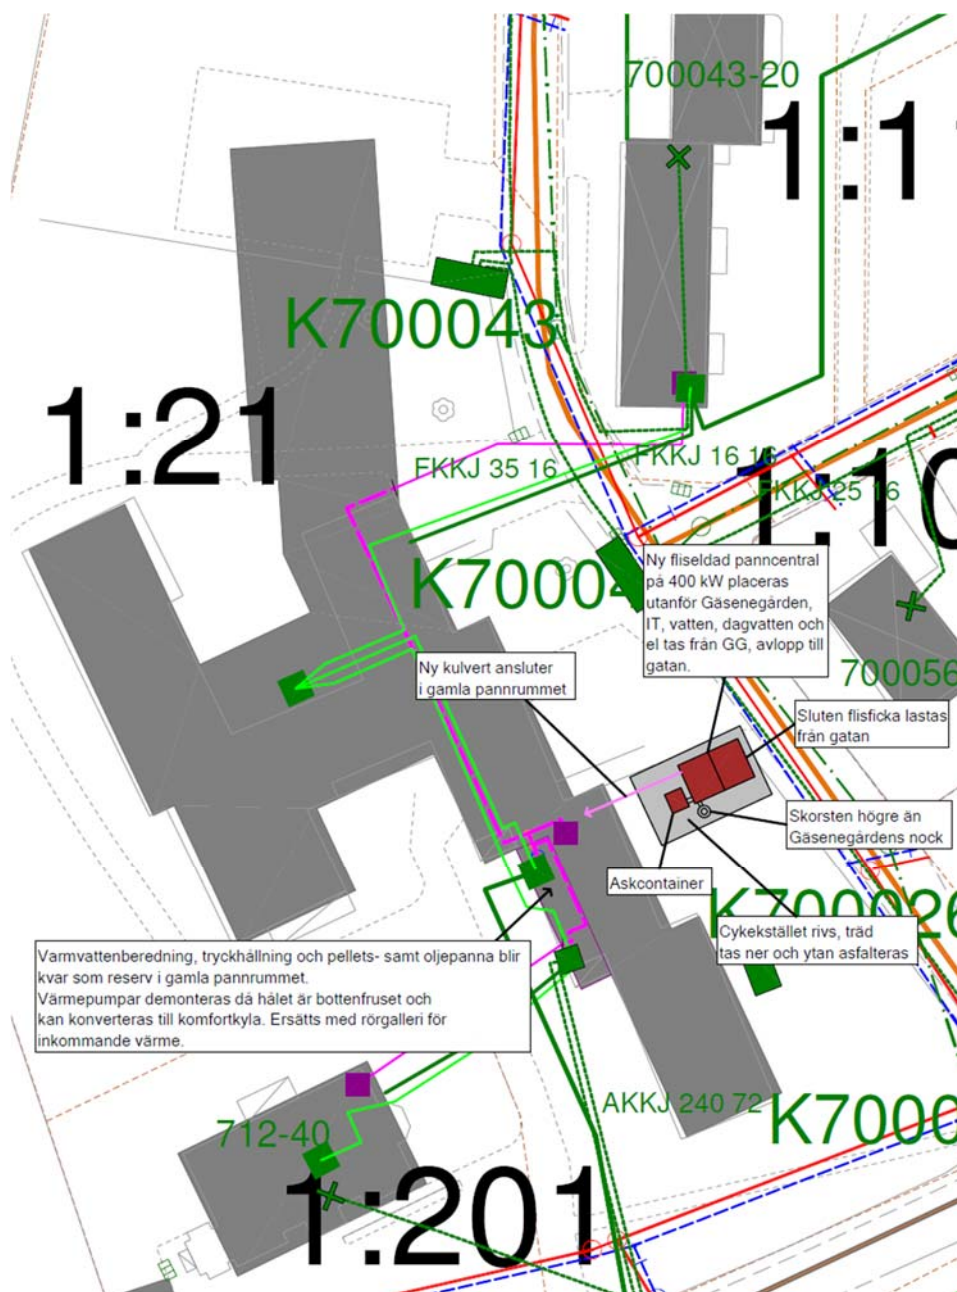 700043-20
1:1
K700043
1:21
FKKJ 35 16
FKKJ 16 16
FKKJ 25 16
1:10
K70004
Ny fliseldad panncentral
på 400 kW placeras
utanför Gäsenegården,
IT, vatten, dagvatten och
el tas från GG, avlopp till
gatan.
Ny kulvert ansluter
i gamla pannrummet
700056
Sluten flisficka lastas
från gatan
Skorsten högre än
Gäsenegårdens nock
Askcontainer
K700026
Cykekstället rivs, träd
tas ner och ytan asfalteras
Varmvattenberedning, tryckhållning och pellets- samt oljepanna blir
kvar som reserv i gamla pannrummet.
Värmepumpar demonteras då hålet är bottenfruset och
kan konverteras till komfortkyla. Ersätts med rörgalleri för
inkommande värme.
AKKJ 240 72
K7000
712-40
1:201